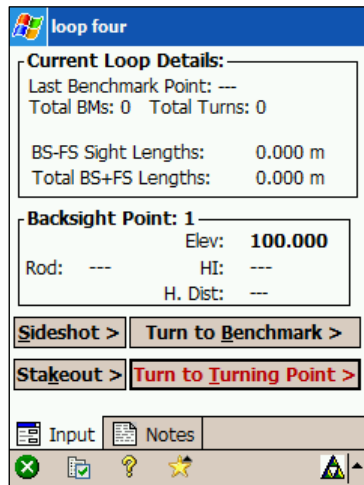 loop four
Current Loop Details:
Last Benchmark Point: ---
Total BMs: 0 Total Turns: 0
BS-FS Sight Lengths: 0.000 m
Total BS+FS Lengths: 0.000 m
Backsight Point: 1
Elev: 100.000
Rod: --- HI: ---
H. Dist: ---
Sideshot > Turn to Benchmark >
Stakeout > Turn to Turning Point >
Input Notes